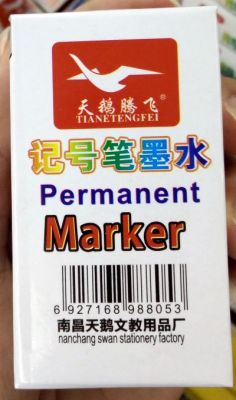 天鹅腾飞®
TIANETENGFEI
记号笔墨水
Permanent
Marker
6 927168 988053
南昌天鹅文教用品厂
nanchang swan stationery factory